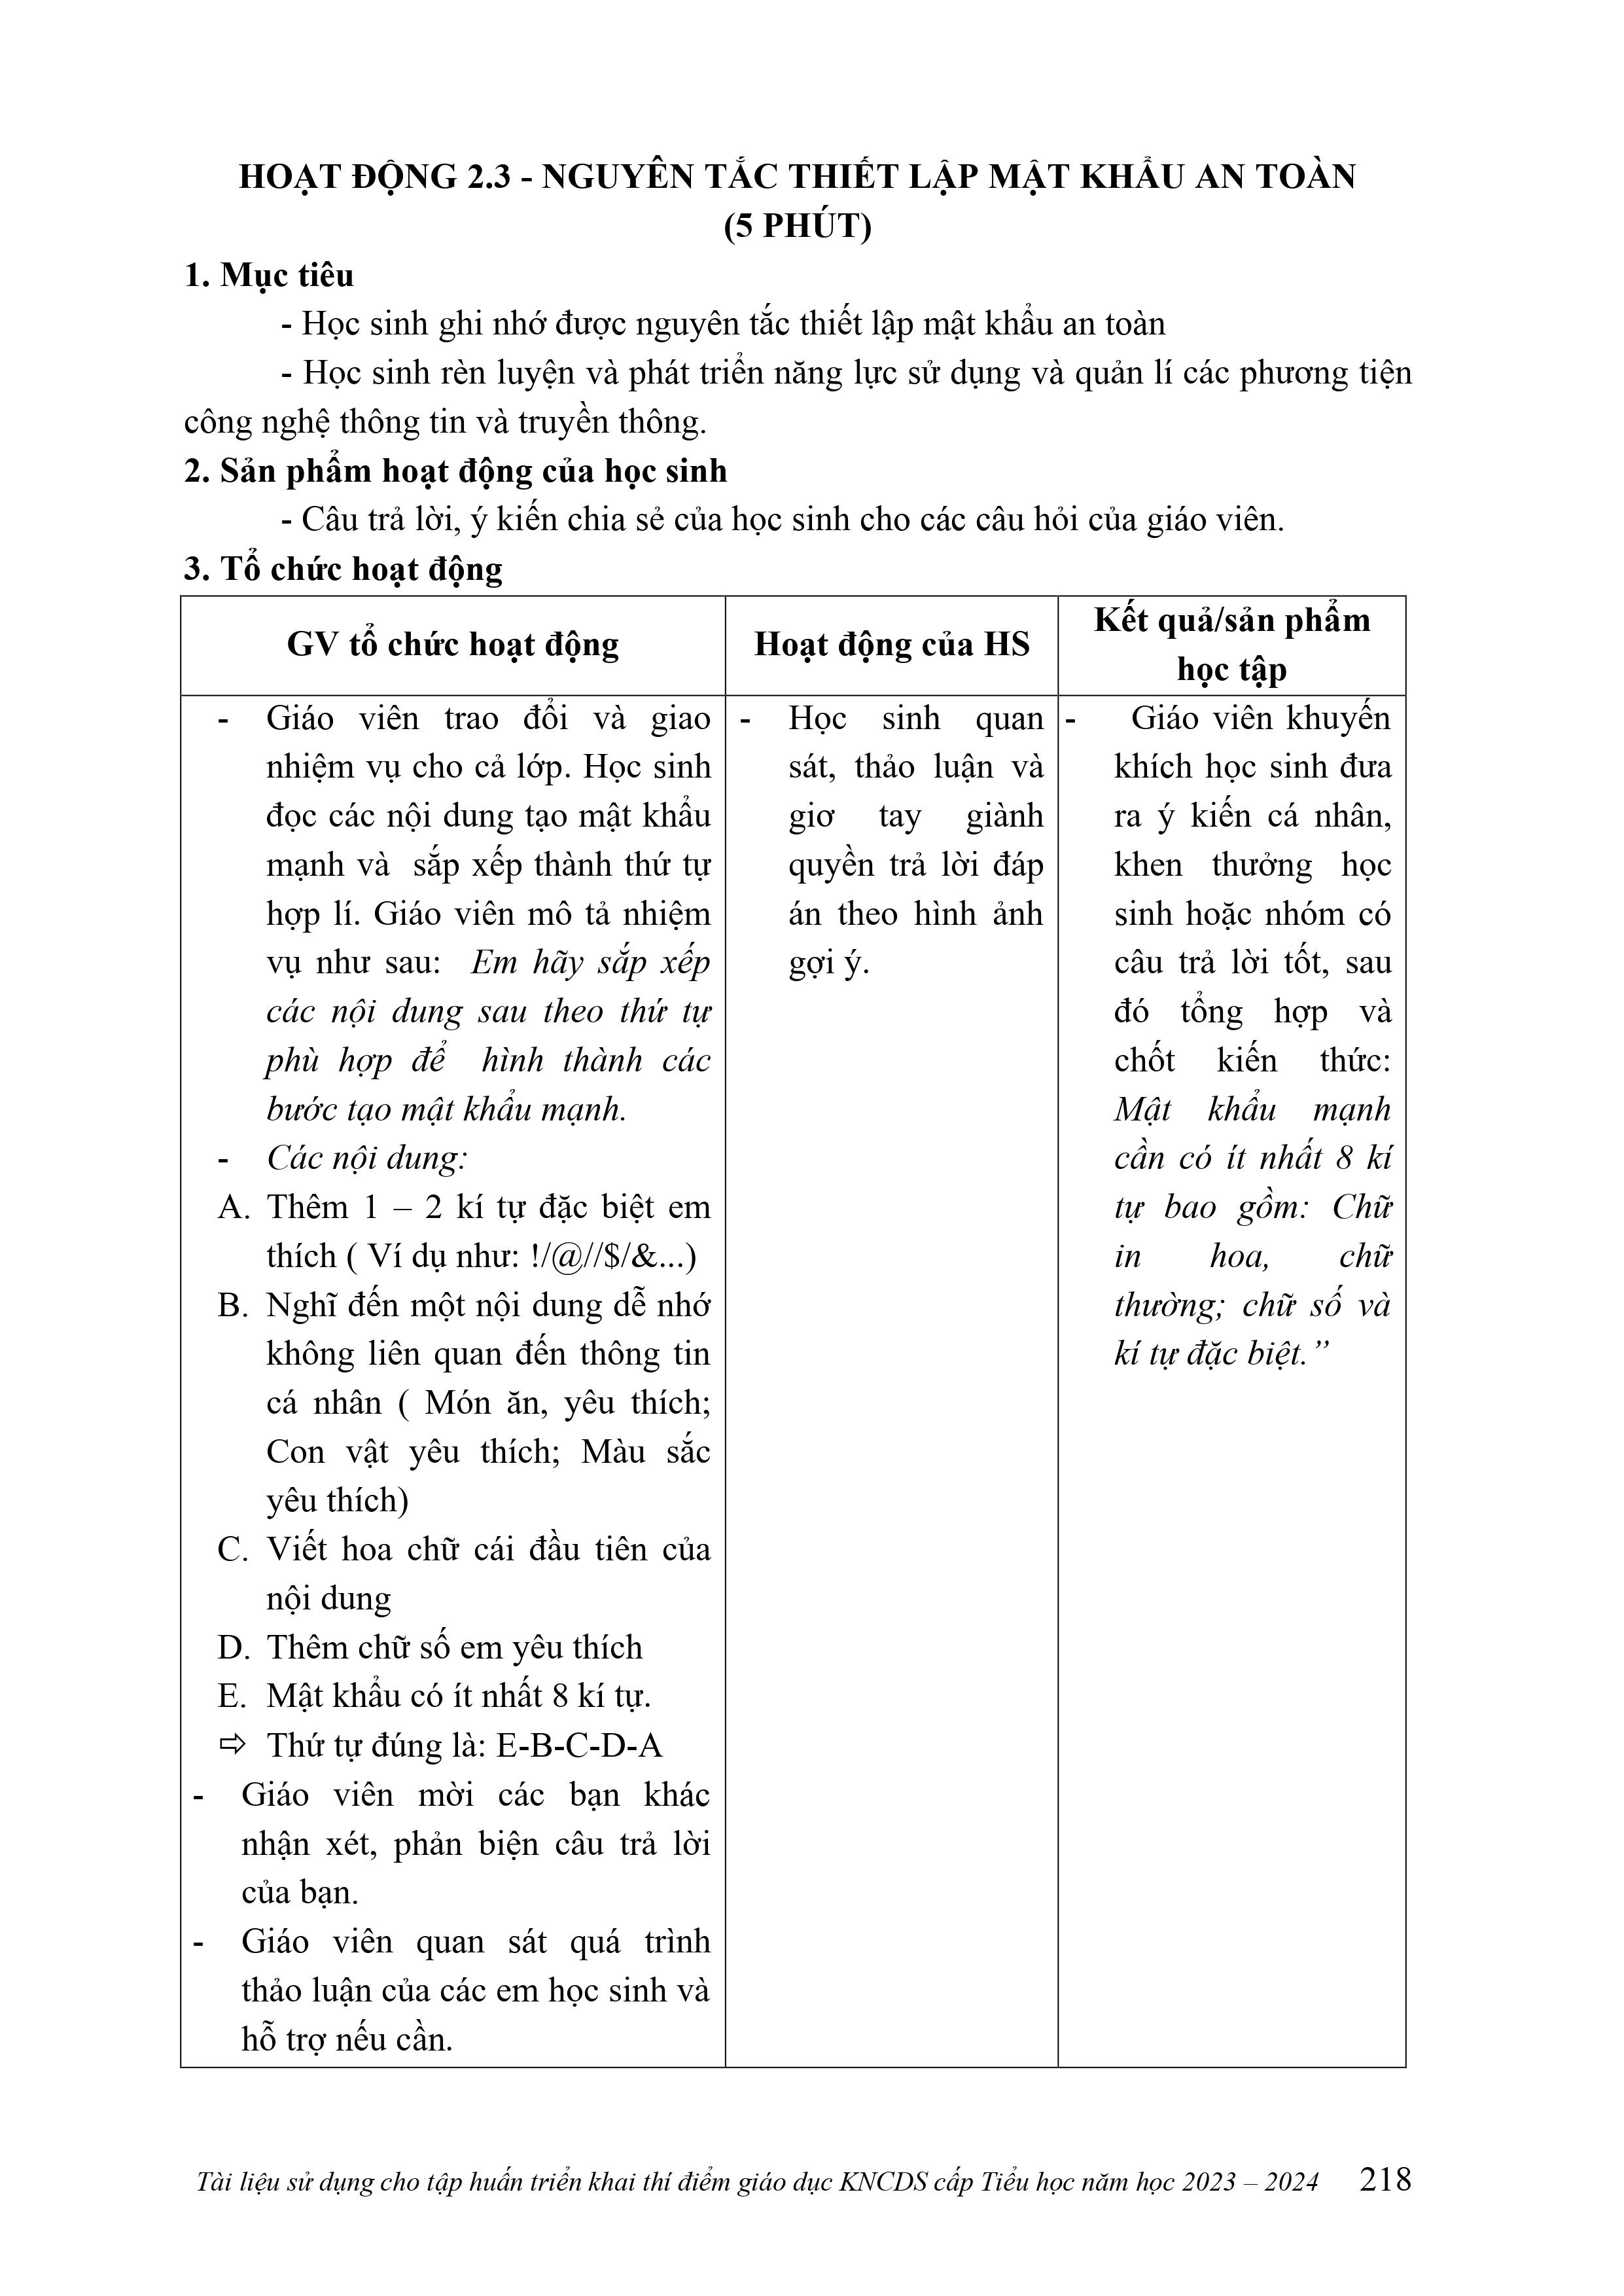 HOẠT ĐỘNG 2.3 - NGUYÊN TẮC THIẾT LẬP MẬT KHẨU AN TOÀN
(5 PHÚT)
1. Mục tiêu
- Học sinh ghi nhớ được nguyên tắc thiết lập mật khẩu an toàn
- Học sinh rèn luyện và phát triển năng lực sử dụng và quản lí các phương tiện
công nghệ thông tin và truyền thông.
2. Sản phẩm hoạt động của học sinh
- Câu trả lời, ý kiến chia sẻ của học sinh cho các câu hỏi của giáo viên.
3. Tổ chức hoạt động
GV tổ chức hoạt động
Hoạt động của HS
Kết quả/sản phẩm
học tập
- Giáo viên trao đổi và giao
nhiệm vụ cho cả lớp. Học sinh
đọc các nội dung tạo mật khẩu
mạnh và sắp xếp thành thứ tự
hợp lí. Giáo viên mô tả nhiệm
vụ như sau: Em hãy sắp xếp
các nội dung sau theo thứ tự
phù hợp để hình thành các
bước tạo mật khẩu mạnh.
- Các nội dung:
A. Thêm 1 – 2 kí tự đặc biệt em
thích ( Ví dụ như: !/@//$/&...)
B. Nghĩ đến một nội dung dễ nhớ
không liên quan đến thông tin
cá nhân ( Món ăn, yêu thích;
Con vật yêu thích; Màu sắc
yêu thích)
C. Viết hoa chữ cái đầu tiên của
nội dung
D. Thêm chữ số em yêu thích
E. Mật khẩu có ít nhất 8 kí tự.
⇨ Thứ tự đúng là: E-B-C-D-A
- Giáo viên mời các bạn khác
nhận xét, phản biện câu trả lời
của bạn.
- Giáo viên quan sát quá trình
thảo luận của các em học sinh và
hỗ trợ nếu cần.
- Học sinh quan
sát, thảo luận và
giơ tay giành
quyền trả lời đáp
án theo hình ảnh
gợi ý.
- Giáo viên khuyến
khích học sinh đưa
ra ý kiến cá nhân,
khen thưởng học
sinh hoặc nhóm có
câu trả lời tốt, sau
đó tổng hợp và
chốt kiến thức:
Mật khẩu mạnh
cần có ít nhất 8 kí
tự bao gồm: Chữ
in hoa, chữ
thường; chữ số và
kí tự đặc biệt.”
Tài liệu sử dụng cho tập huấn triển khai thí điểm giáo dục KNCDS cấp Tiểu học năm học 2023 – 2024 218